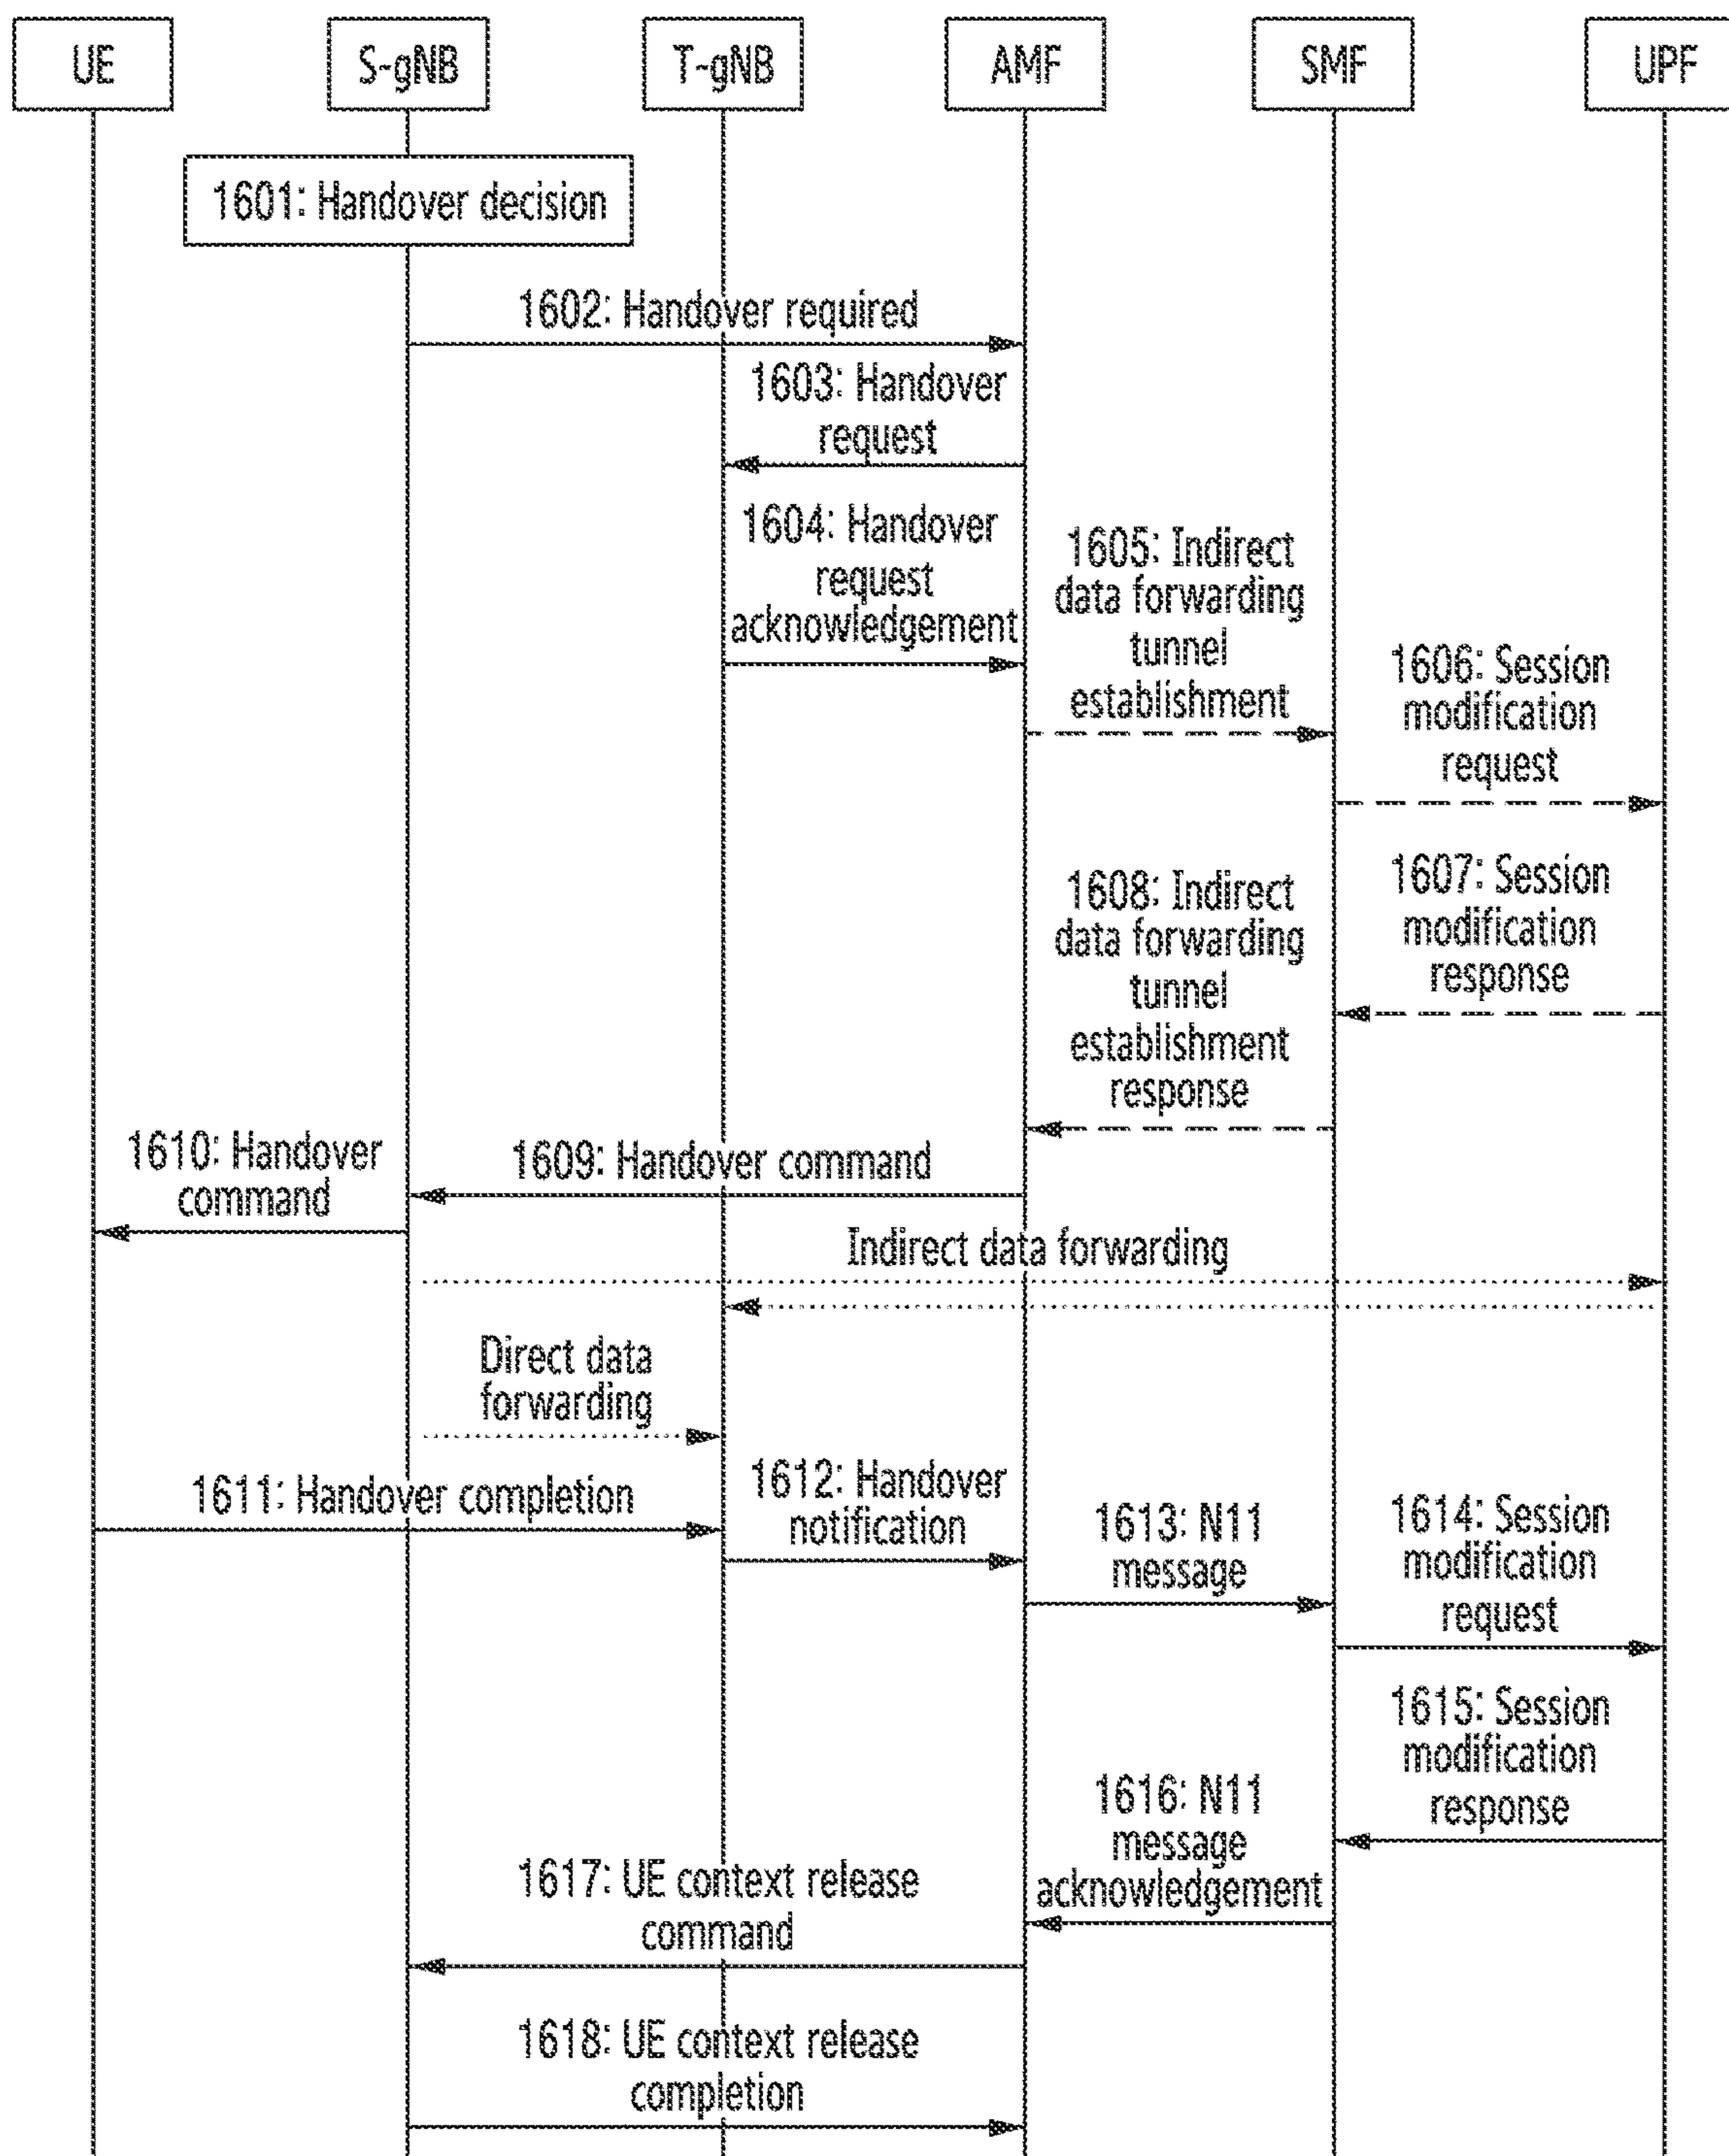 UE
S-gNB
T-gNB
AMF
SMF
UPF
1601: Handover decision
1602: Handover required
1603: Handover
request
1604: Handover
request
acknowledgement
1605: Indirect
data forwarding
tunnel
establishment
1606: Session
modification
request
1607: Session
modification
response
1608: Indirect
data forwarding
tunnel
establishment
response
1609: Handover command
1610: Handover
command
Indirect data forwarding
Direct data
forwarding
1611: Handover completion
1612: Handover
notification
1613: N11
message
1614: Session
modification
request
1615: Session
modification
response
1616: N11
message
acknowledgement
1617: UE context release
command
1618: UE context release
completion